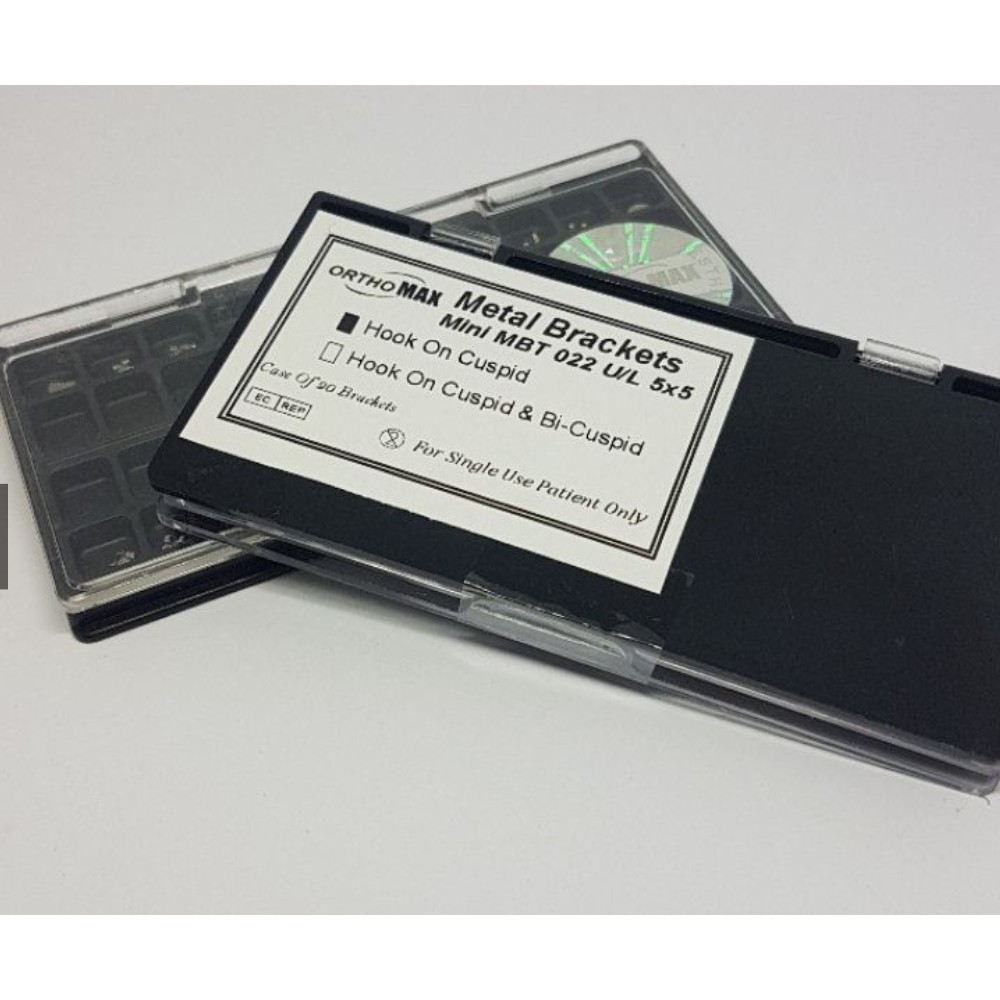 ORTHO MAX Metal Brackets
Mini MBT 022 U/L 5x5
Hook On Cuspid
Hook On Cuspid & Bi-Cuspid
Case Of 20 Brackets
EC REP
For Single Use Patient Only
MAX